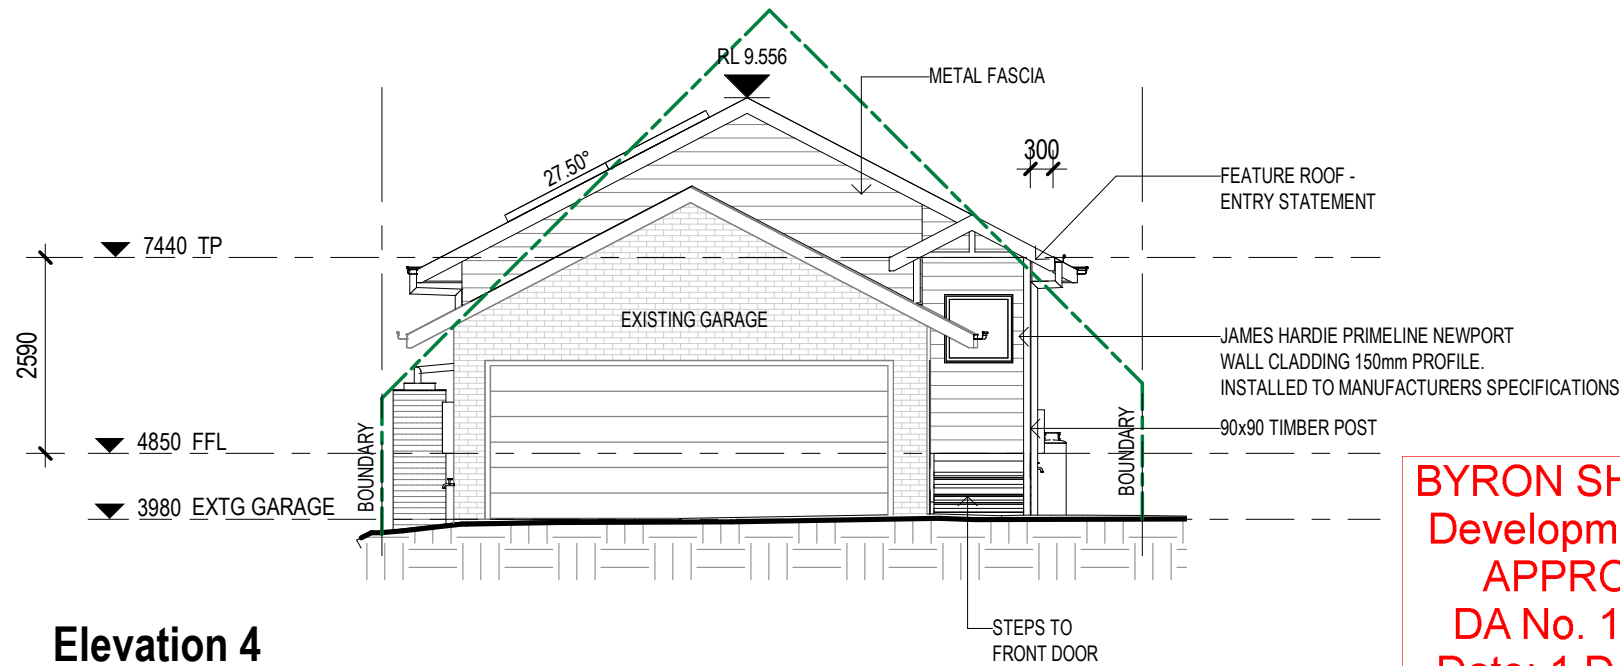 RL 9.556
METAL FASCIA
27.50°
300
FEATURE ROOF -
ENTRY STATEMENT
7440 TP
2590
EXISTING GARAGE
JAMES HARDIE PRIMELINE NEWPORT
WALL CLADDING 150mm PROFILE.
INSTALLED TO MANUFACTURERS SPECIFICATIONS
90x90 TIMBER POST
4850 FFL
BOUNDARY
BOUNDARY
3980 EXTG GARAGE
BYRON SH
Developm
APPRO
DA No. 1
STEPS TO
FRONT DOOR
Elevation 4